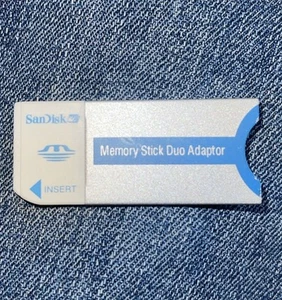 SanDisk
Memory Stick Duo Adaptor
INSERT